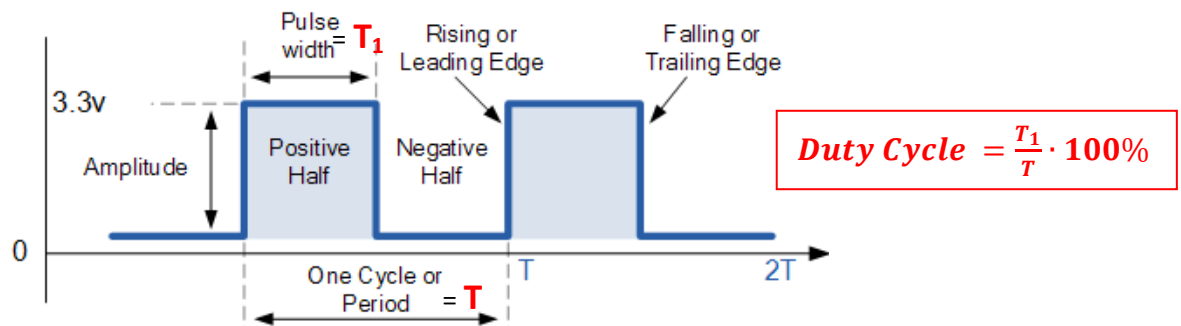 Pulse
width = T₁
Rising or
Leading Edge
Falling or
Trailing Edge
3.3v
Amplitude
Positive
Half
Negative
Half
Duty Cycle = T₁/T · 100%
0
T
2T
One Cycle or
Period = T